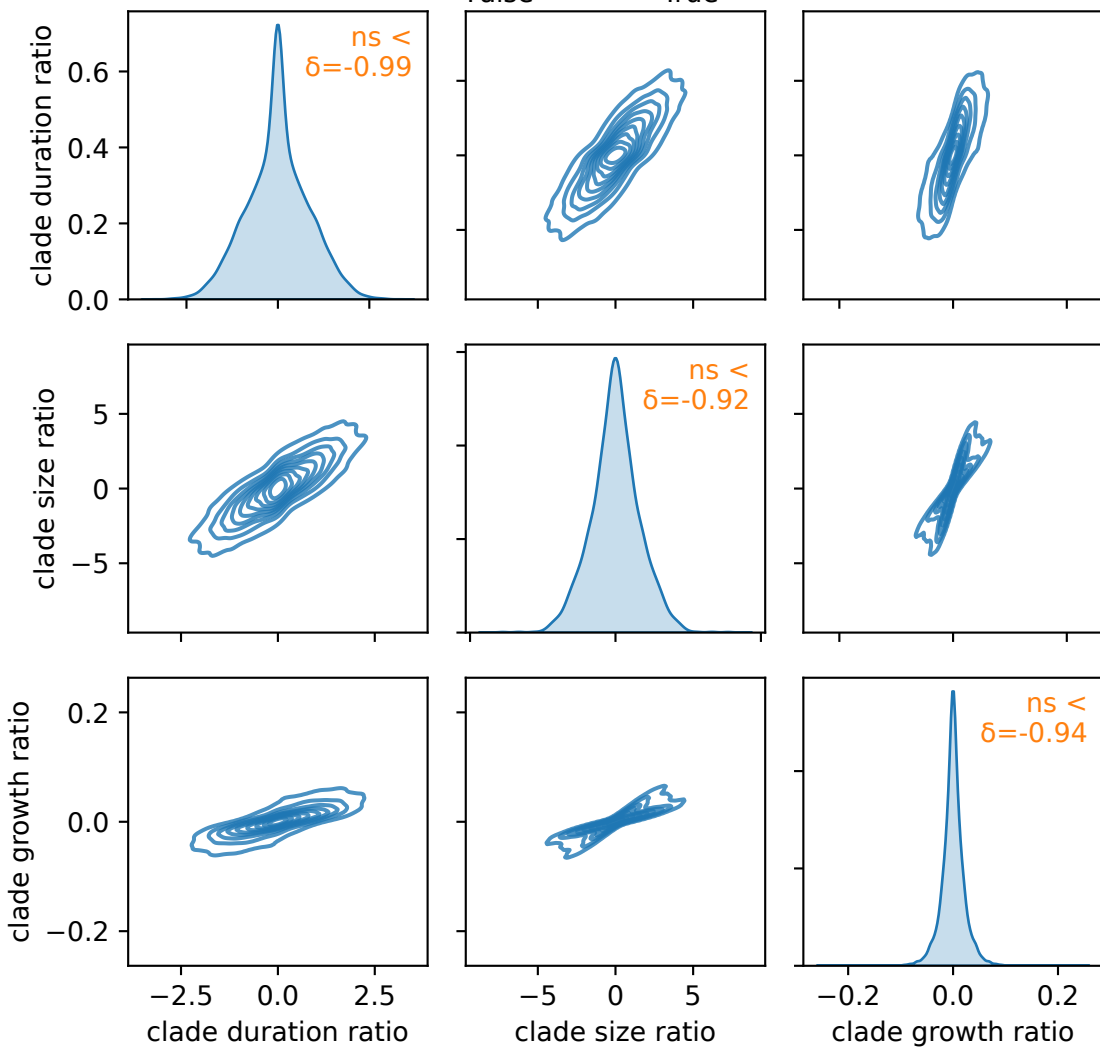 True
clade duration ratio
0.6
0.4
0.2
0.0
ns <
δ=-0.99
clade size ratio
5
0
−5
ns <
δ=-0.92
clade growth ratio
0.2
0.0
−0.2
ns <
δ=-0.94
−2.5 0.0 2.5
−5 0 5
−0.2 0.0 0.2
clade duration ratio
clade size ratio
clade growth ratio